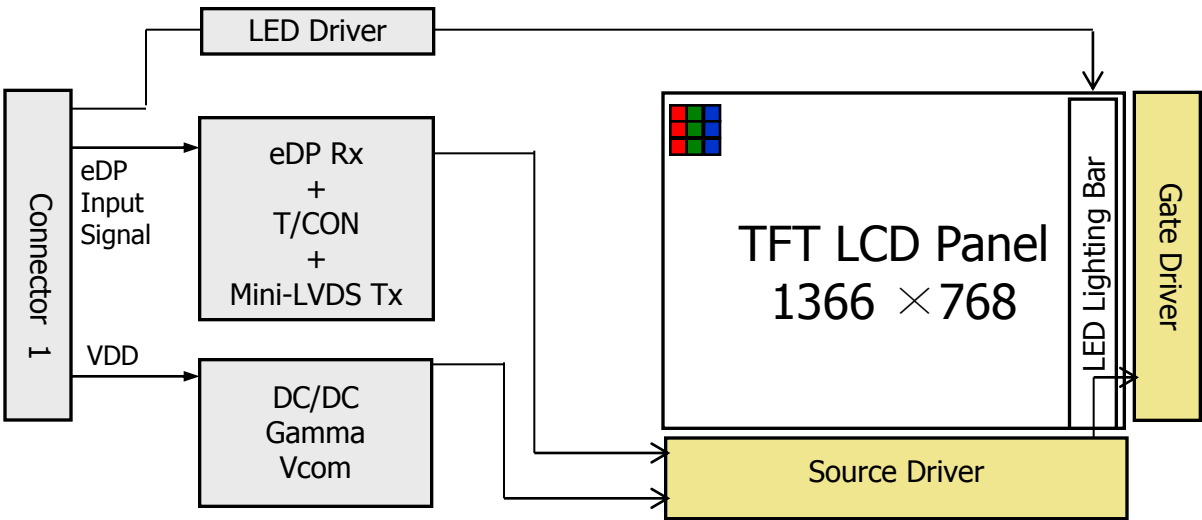 LED Driver
Connector 1
eDP
Input
Signal
eDP Rx
+
T/CON
+
Mini-LVDS Tx
VDD
DC/DC
Gamma
Vcom
TFT LCD Panel
1366 ×768
LED Lighting Bar
Gate Driver
Source Driver